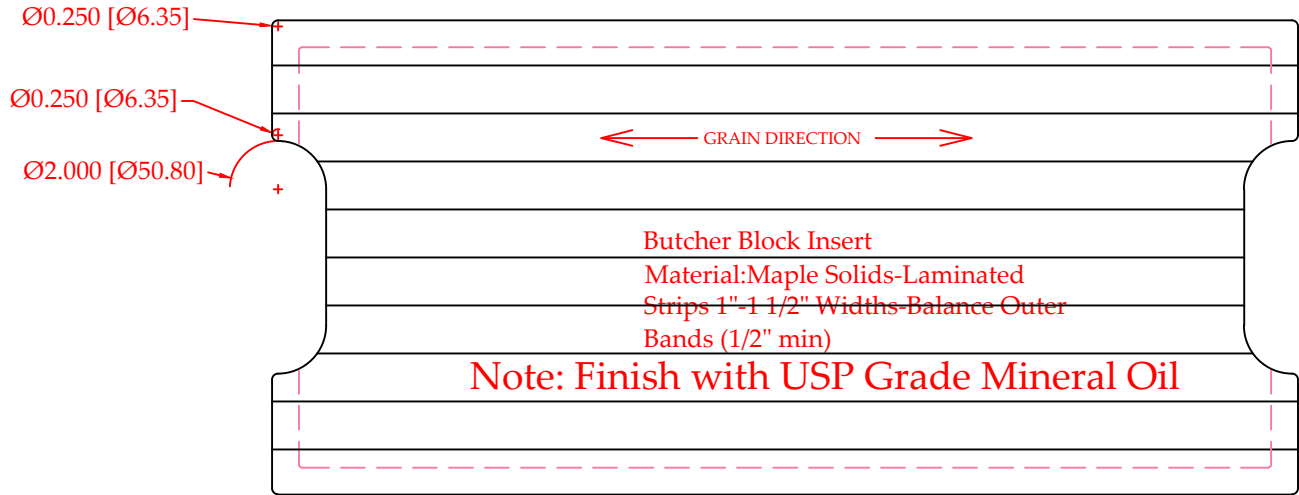 Ø0.250 [Ø6.35]
Ø0.250 [Ø6.35]
GRAIN DIRECTION
Ø2.000 [Ø50.80]
Butcher Block Insert
Material:Maple Solids-Laminated
Strips 1"-1 1/2" Widths-Balance Outer
Bands (1/2" min)
Note: Finish with USP Grade Mineral Oil